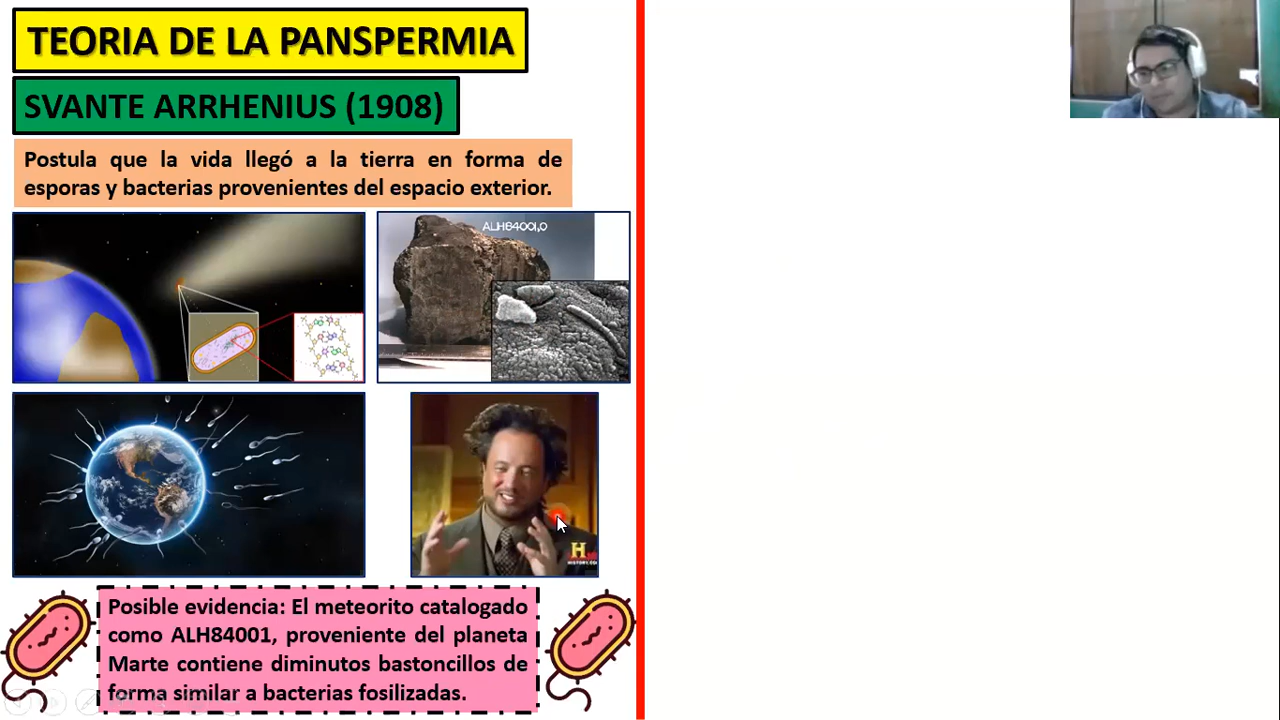 TEORIA DE LA PANSPERMIA
SVANTE ARRHENIUS (1908)
Postula que la vida llegó a la tierra en forma de
esporas y bacterias provenientes del espacio exterior.
ALH84001,0
H
HISTORY.COM
Posible evidencia: El meteorito catalogado
como ALH84001, proveniente del planeta
Marte contiene diminutos bastoncillos de
forma similar a bacterias fosilizadas.